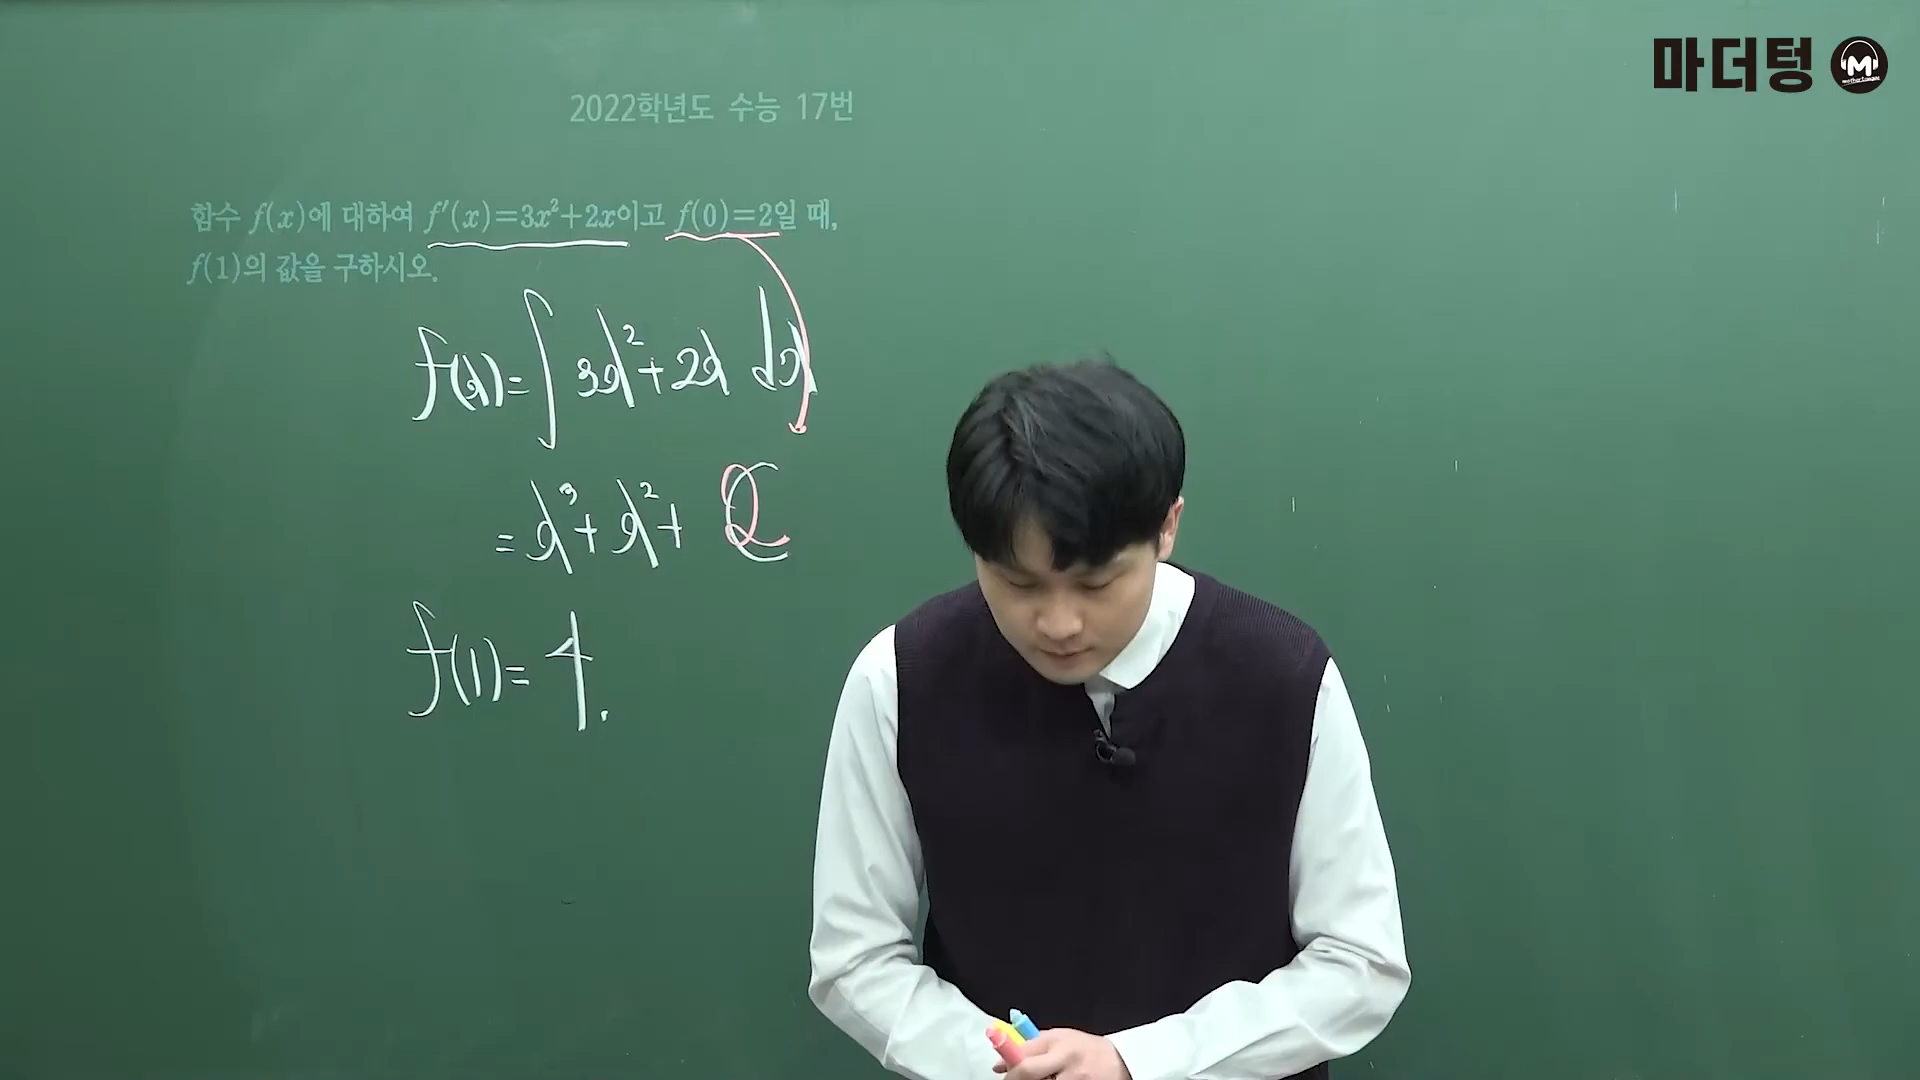 마더텅
M
2022학년도 수능 17번
함수 f(x)에 대하여 f'(x)=3x²+2x이고 f(0)=2일 때,
f(1)의 값을 구하시오.
f(x)=∫ 3x²+2x dx
=x³+x²+ 2
f(1)= 4.